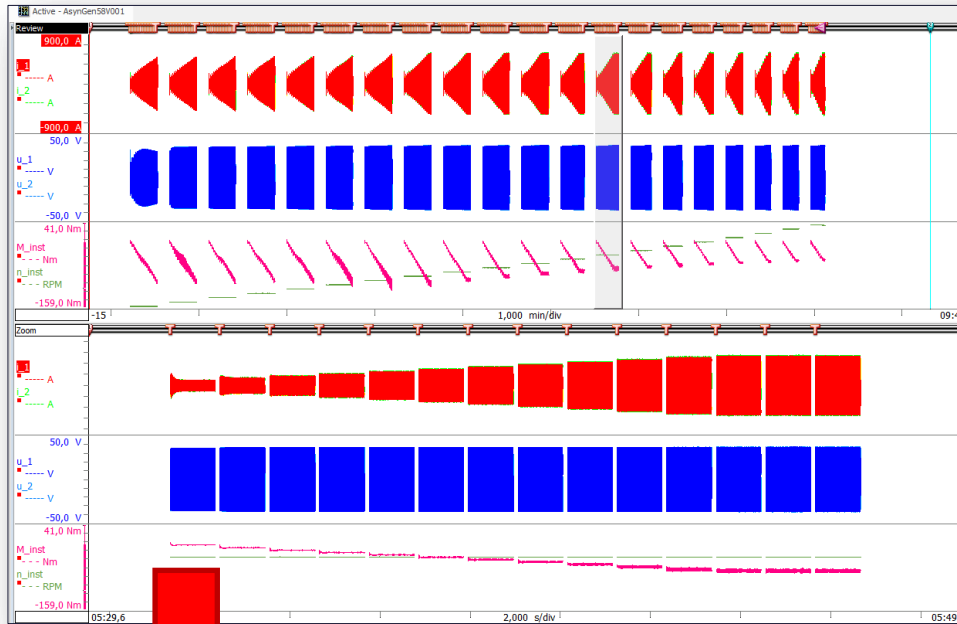 Active - AsynGen58V001
Review
900,0 A
i_1
----- A
i_2
----- A
-900,0 A
50,0 V
u_1
----- V
u_2
----- V
-50,0 V
41,0 Nm
M_inst
- - - Nm
n_inst
- - - RPM
-159,0 Nm
-15
1,000 min/div
09:4
Zoom
i_1
----- A
i_2
----- A
50,0 V
u_1
----- V
u_2
----- V
-50,0 V
41,0 Nm
M_inst
- - - Nm
n_inst
- - - RPM
-159,0 Nm
05:29,6
2,000 s/div
05:49